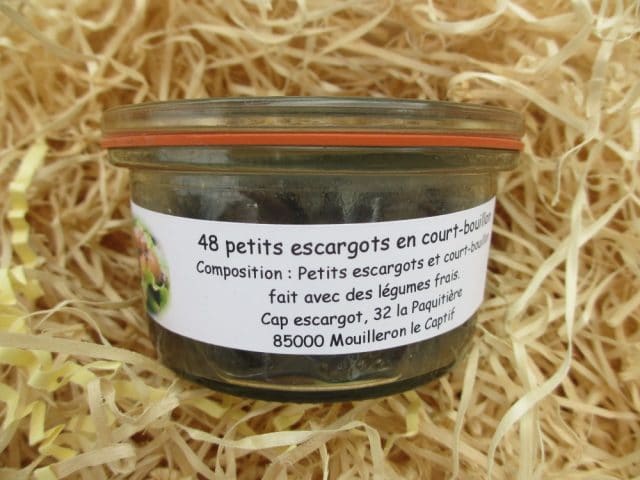 48 petits escargots en court-bouillon
Composition : Petits escargots et court-bouillon
fait avec des légumes frais.
Cap escargot, 32 la Paquitière
85000 Mouilleron le Captif